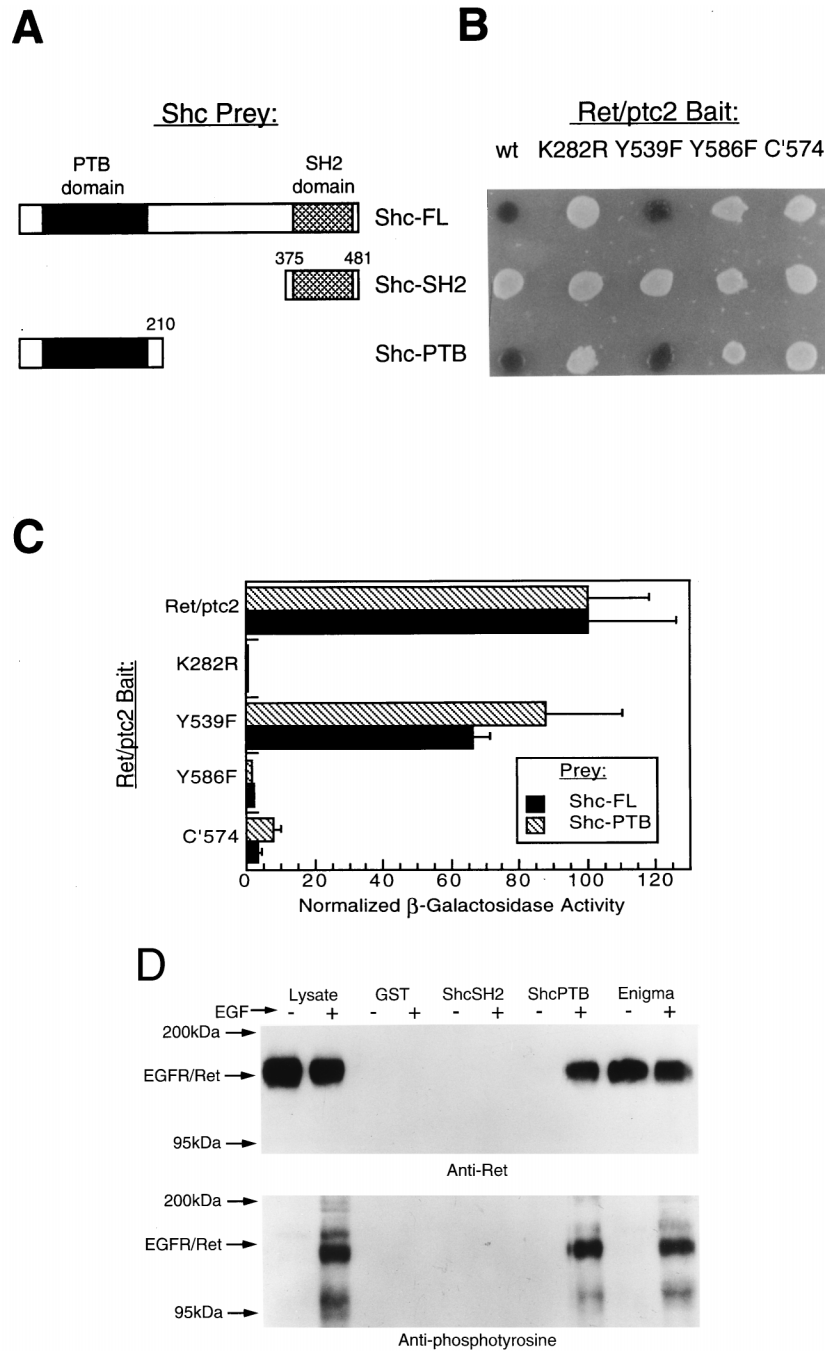 A
Shc Prey:
PTB
domain
SH2
domain
Shc-FL
375 481
Shc-SH2
210
Shc-PTB
B
Ret/ptc2 Bait:
wt K282R Y539F Y586F C'574
C
Ret/ptc2 Bait:
Ret/ptc2
K282R
Y539F
Y586F
C'574
Prey:
Shc-FL
Shc-PTB
0 20 40 60 80 100 120
Normalized β-Galactosidase Activity
D
Lysate GST ShcSH2 ShcPTB Enigma
EGF - + - + - + - + - +
200kDa
EGFR/Ret
95kDa
Anti-Ret
200kDa
EGFR/Ret
95kDa
Anti-phosphotyrosine